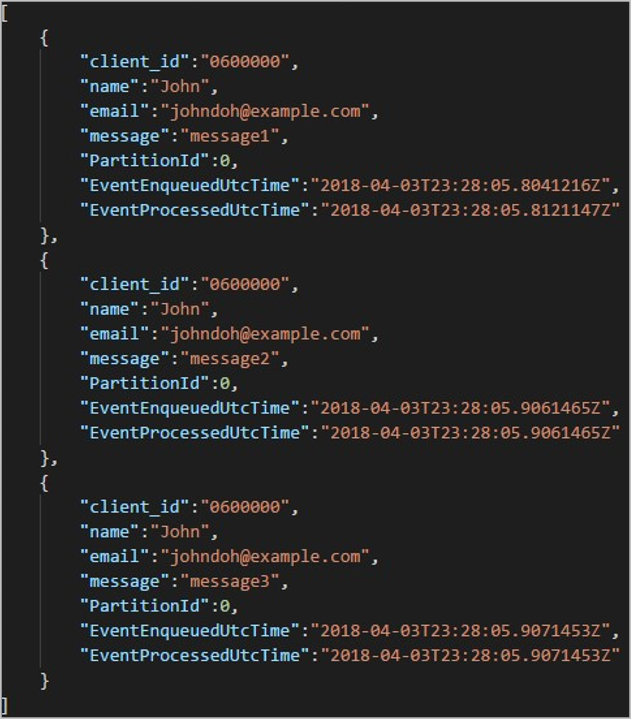 [
    {
        "client_id":"0600000",
        "name":"John",
        "email":"johndoh@example.com",
        "message":"message1",
        "PartitionId":0,
        "EventEnqueuedUtcTime":"2018-04-03T23:28:05.8041216Z",
        "EventProcessedUtcTime":"2018-04-03T23:28:05.8121147Z"
    },
    {
        "client_id":"0600000",
        "name":"John",
        "email":"johndoh@example.com",
        "message":"message2",
        "PartitionId":0,
        "EventEnqueuedUtcTime":"2018-04-03T23:28:05.9061465Z",
        "EventProcessedUtcTime":"2018-04-03T23:28:05.9061465Z"
    },
    {
        "client_id":"0600000",
        "name":"John",
        "email":"johndoh@example.com",
        "message":"message3",
        "PartitionId":0,
        "EventEnqueuedUtcTime":"2018-04-03T23:28:05.9071453Z",
        "EventProcessedUtcTime":"2018-04-03T23:28:05.9071453Z"
    }
]